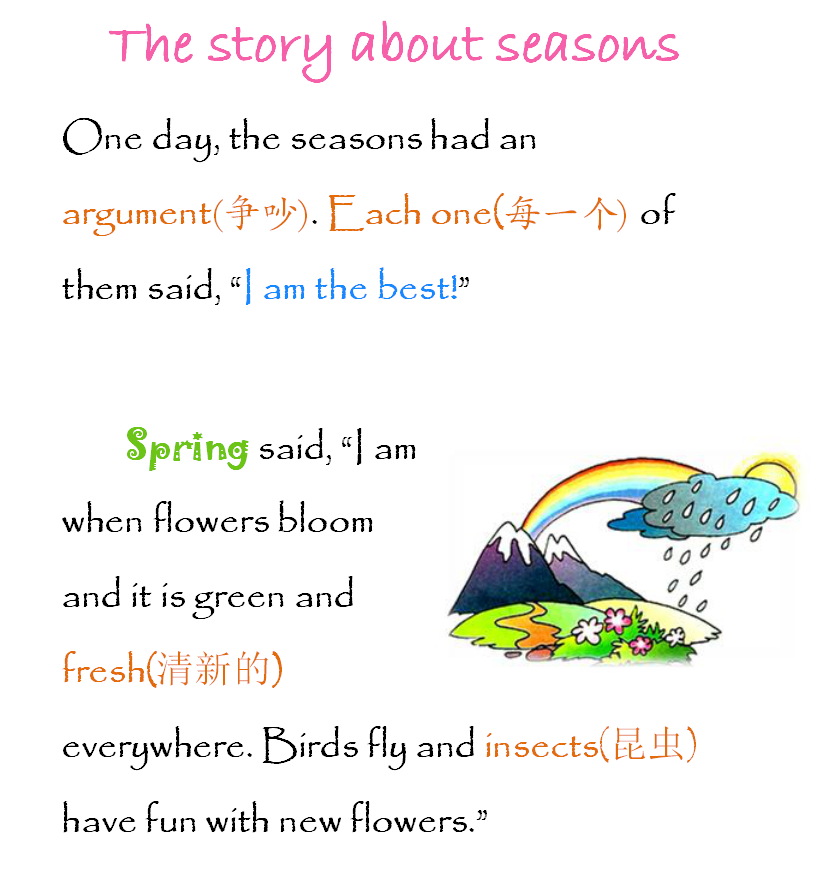 The story about seasons
One day, the seasons had an
argument(争吵). Each one(每一个) of
them said, “I am the best!”
Spring said, “I am
when flowers bloom
and it is green and
fresh(清新的)
everywhere. Birds fly and insects(昆虫)
have fun with new flowers.”